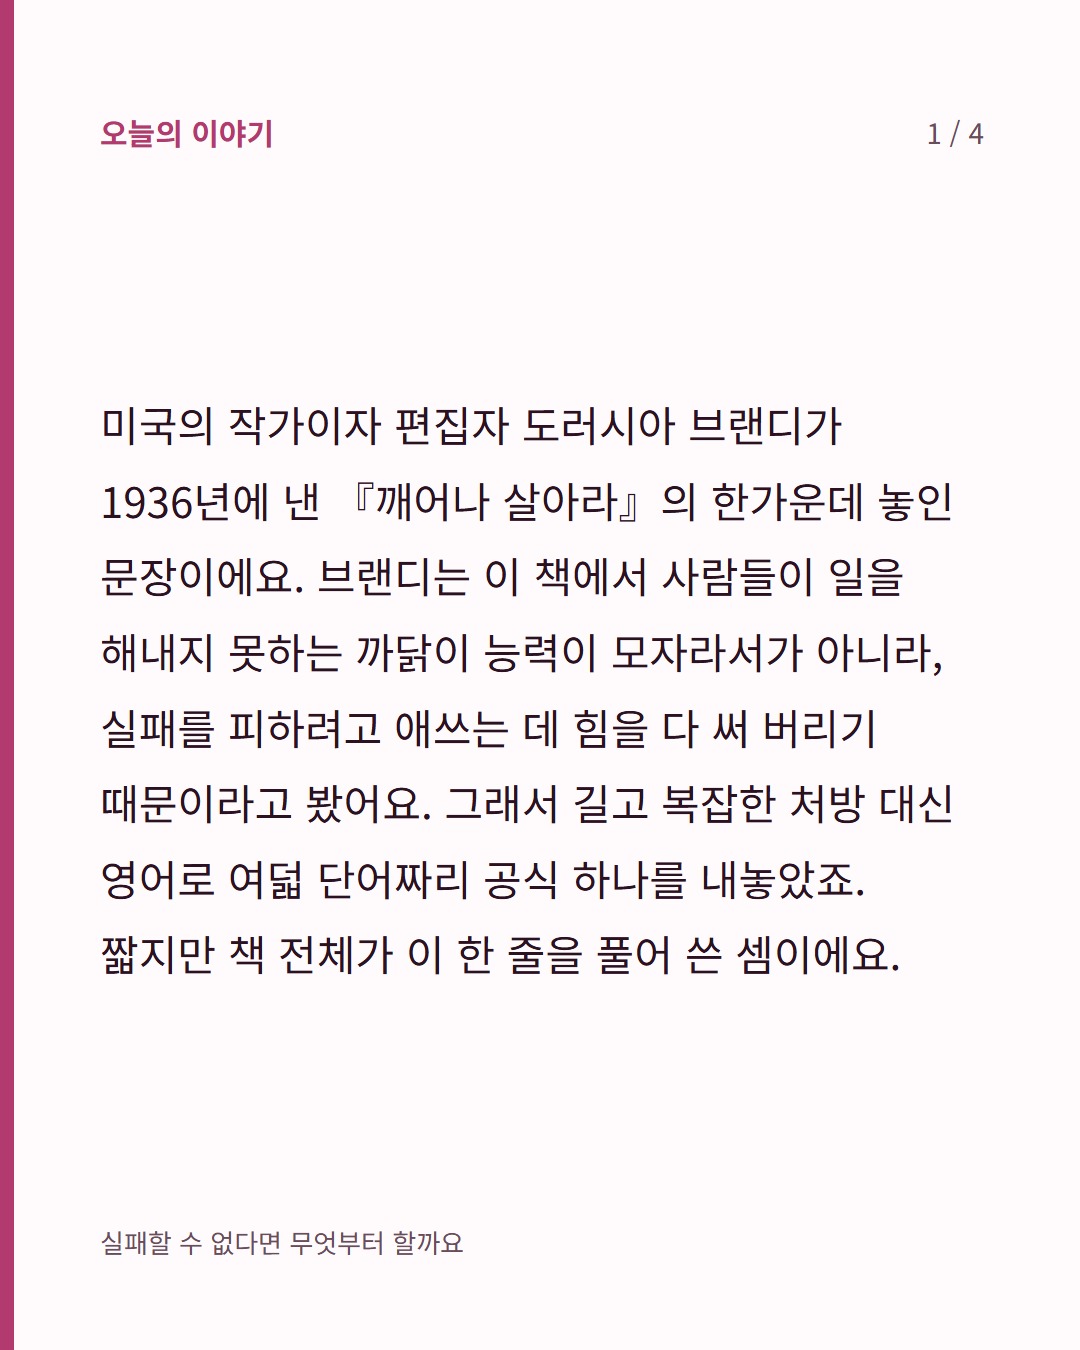 오늘의 이야기
1 / 4
미국의 작가이자 편집자 도러시아 브랜디가
1936년에 낸 『깨어나 살아라』의 한가운데 놓인
문장이에요. 브랜디는 이 책에서 사람들이 일을
해내지 못하는 까닭이 능력이 모자라서가 아니라,
실패를 피하려고 애쓰는 데 힘을 다 써 버리기
때문이라고 봤어요. 그래서 길고 복잡한 처방 대신
영어로 여덟 단어짜리 공식 하나를 내놓았죠.
짧지만 책 전체가 이 한 줄을 풀어 쓴 셈이에요.
실패할 수 없다면 무엇부터 할까요